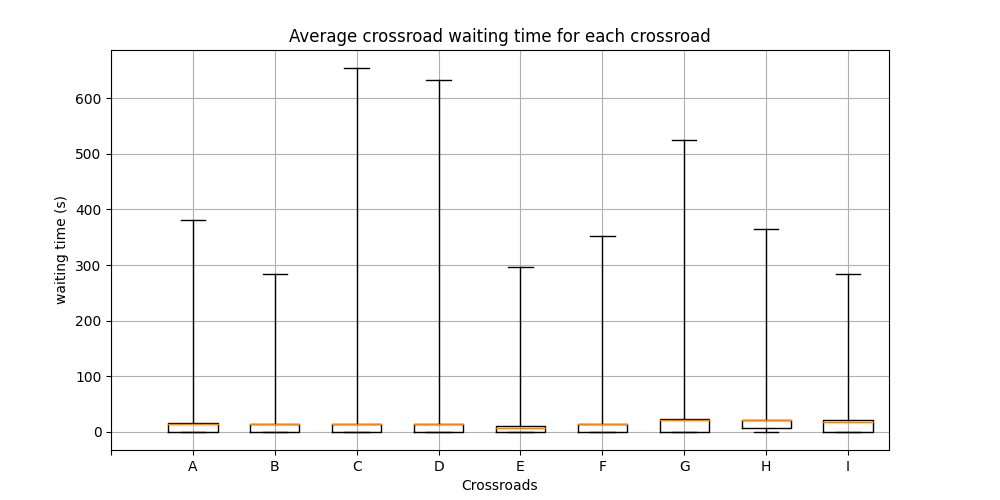 Average crossroad waiting time for each crossroad
waiting time (s)
600
500
400
300
200
100
0
A B C D E F G H I
Crossroads